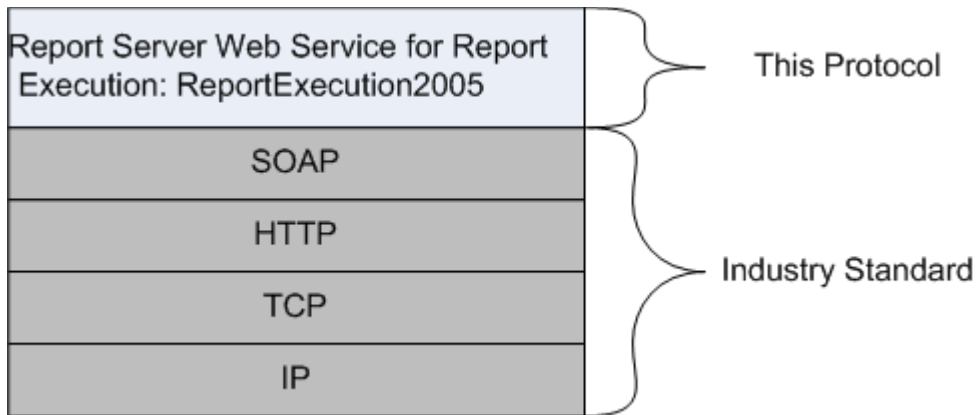 Report Server Web Service for Report
Execution: ReportExecution2005
This Protocol
SOAP
HTTP
TCP
IP
Industry Standard